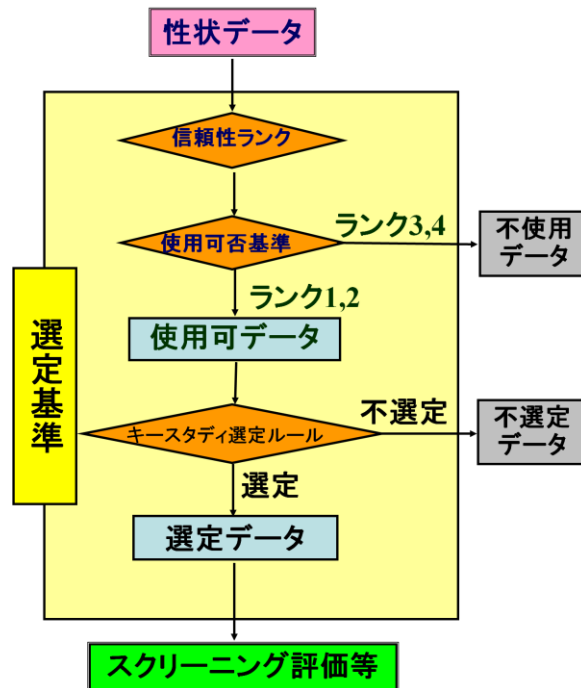 性状データ
信頼性ランク
使用可否基準
ランク3,4
不使用
データ
ランク1,2
選定基準
使用可データ
キースタディ選定ルール
不選定
不選定
データ
選定
選定データ
スクリーニング評価等